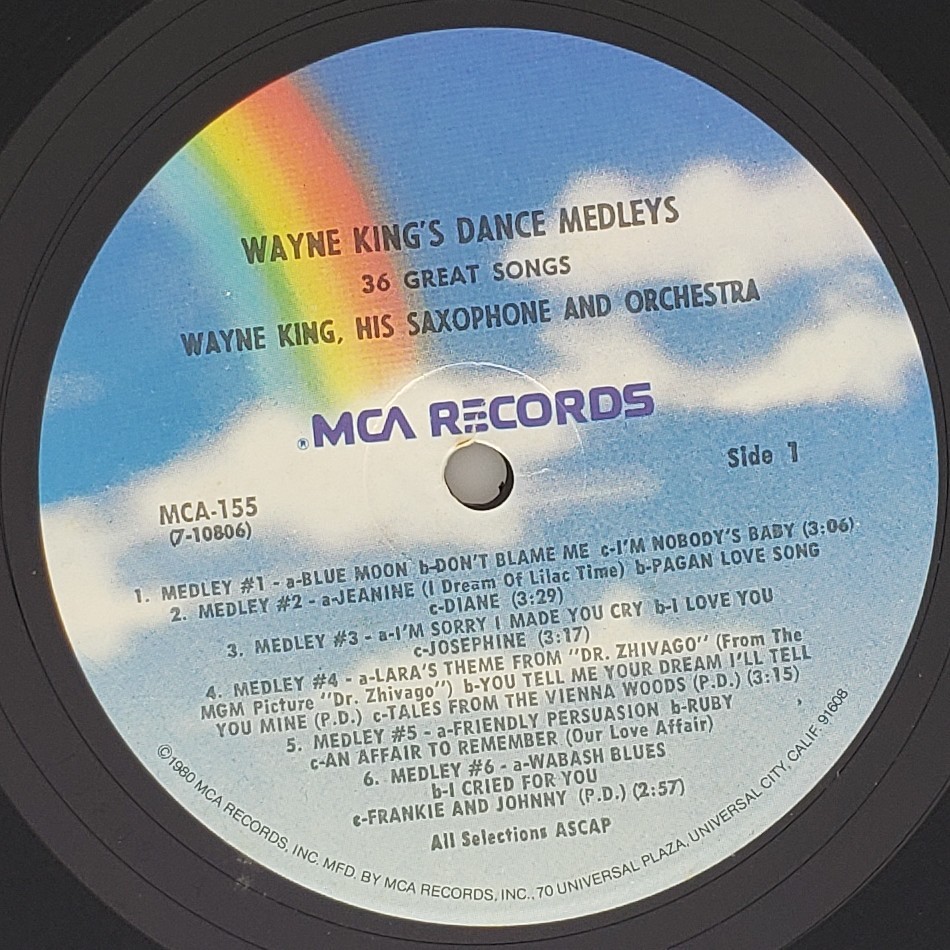 WAYNE KING'S DANCE MEDLEYS
36 GREAT SONGS
WAYNE KING, HIS SAXOPHONE AND ORCHESTRA
® MCA RECORDS
Side 1
MCA-155
(7-10806)
1. MEDLEY #1 - a-BLUE MOON b-DON'T BLAME ME c-I'M NOBODY'S BABY (3:06)
2. MEDLEY #2 - a-JEANINE (I Dream Of Lilac Time) b-PAGAN LOVE SONG
c-DIANE (3:29)
3. MEDLEY #3 - a-I'M SORRY I MADE YOU CRY b-I LOVE YOU
c-JOSEPHINE (3:17)
4. MEDLEY #4 - a-LARA'S THEME FROM "DR. ZHIVAGO" (From The
MGM Picture "Dr. Zhivago") b-YOU TELL ME YOUR DREAM I'LL TELL
YOU MINE (P.D.) c-TALES FROM THE VIENNA WOODS (P.D.) (3:15)
5. MEDLEY #5 - a-FRIENDLY PERSUASION b-RUBY
c-AN AFFAIR TO REMEMBER (Our Love Affair)
6. MEDLEY #6 - a-WABASH BLUES
b-I CRIED FOR YOU
c-FRANKIE AND JOHNNY (P.D.) (2:57)
All Selections ASCAP
©1980 MCA RECORDS, INC. MFD. BY MCA RECORDS, INC., 70 UNIVERSAL PLAZA, UNIVERSAL CITY, CALIF. 91608